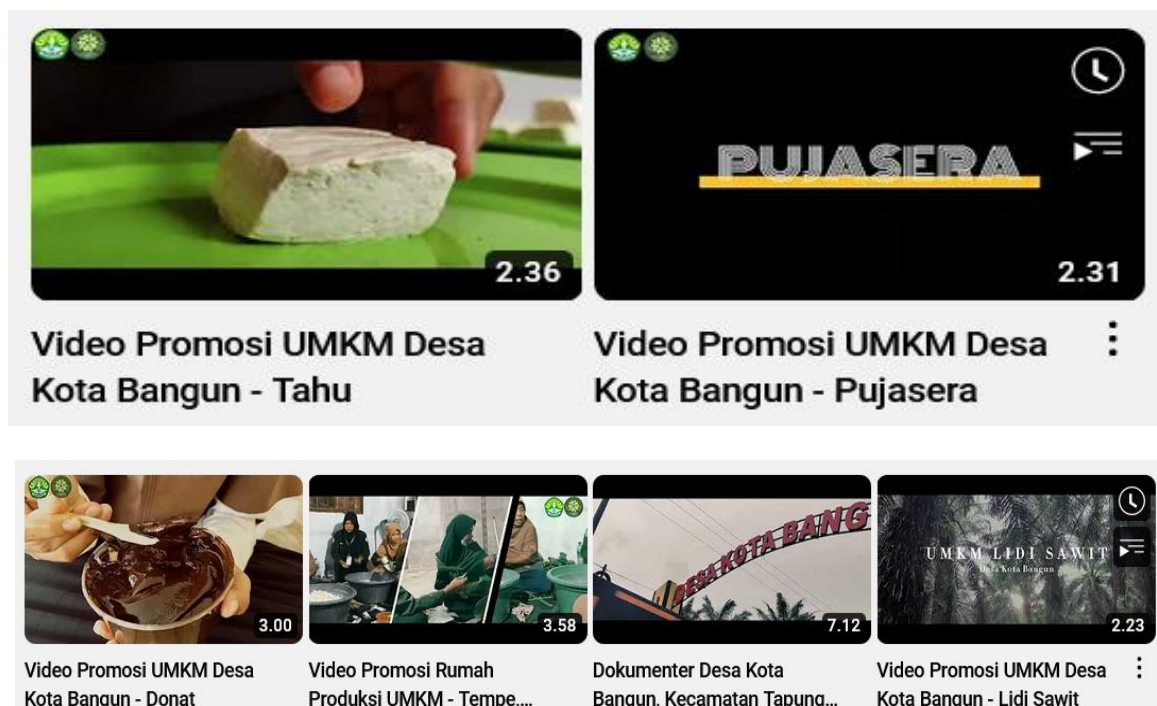 PUJASERA
2.36
2.31
Video Promosi UMKM Desa
Kota Bangun - Tahu
Video Promosi UMKM Desa
Kota Bangun - Pujasera
DESA KOTA BANG
UMKM LIDI SAWIT
Desa Kota Bangun
3.00
3.58
7.12
2.23
Video Promosi UMKM Desa
Kota Bangun - Donat
Video Promosi Rumah
Produksi UMKM - Tempe,...
Dokumenter Desa Kota
Bangun, Kecamatan Tapung...
Video Promosi UMKM Desa
Kota Bangun - Lidi Sawit